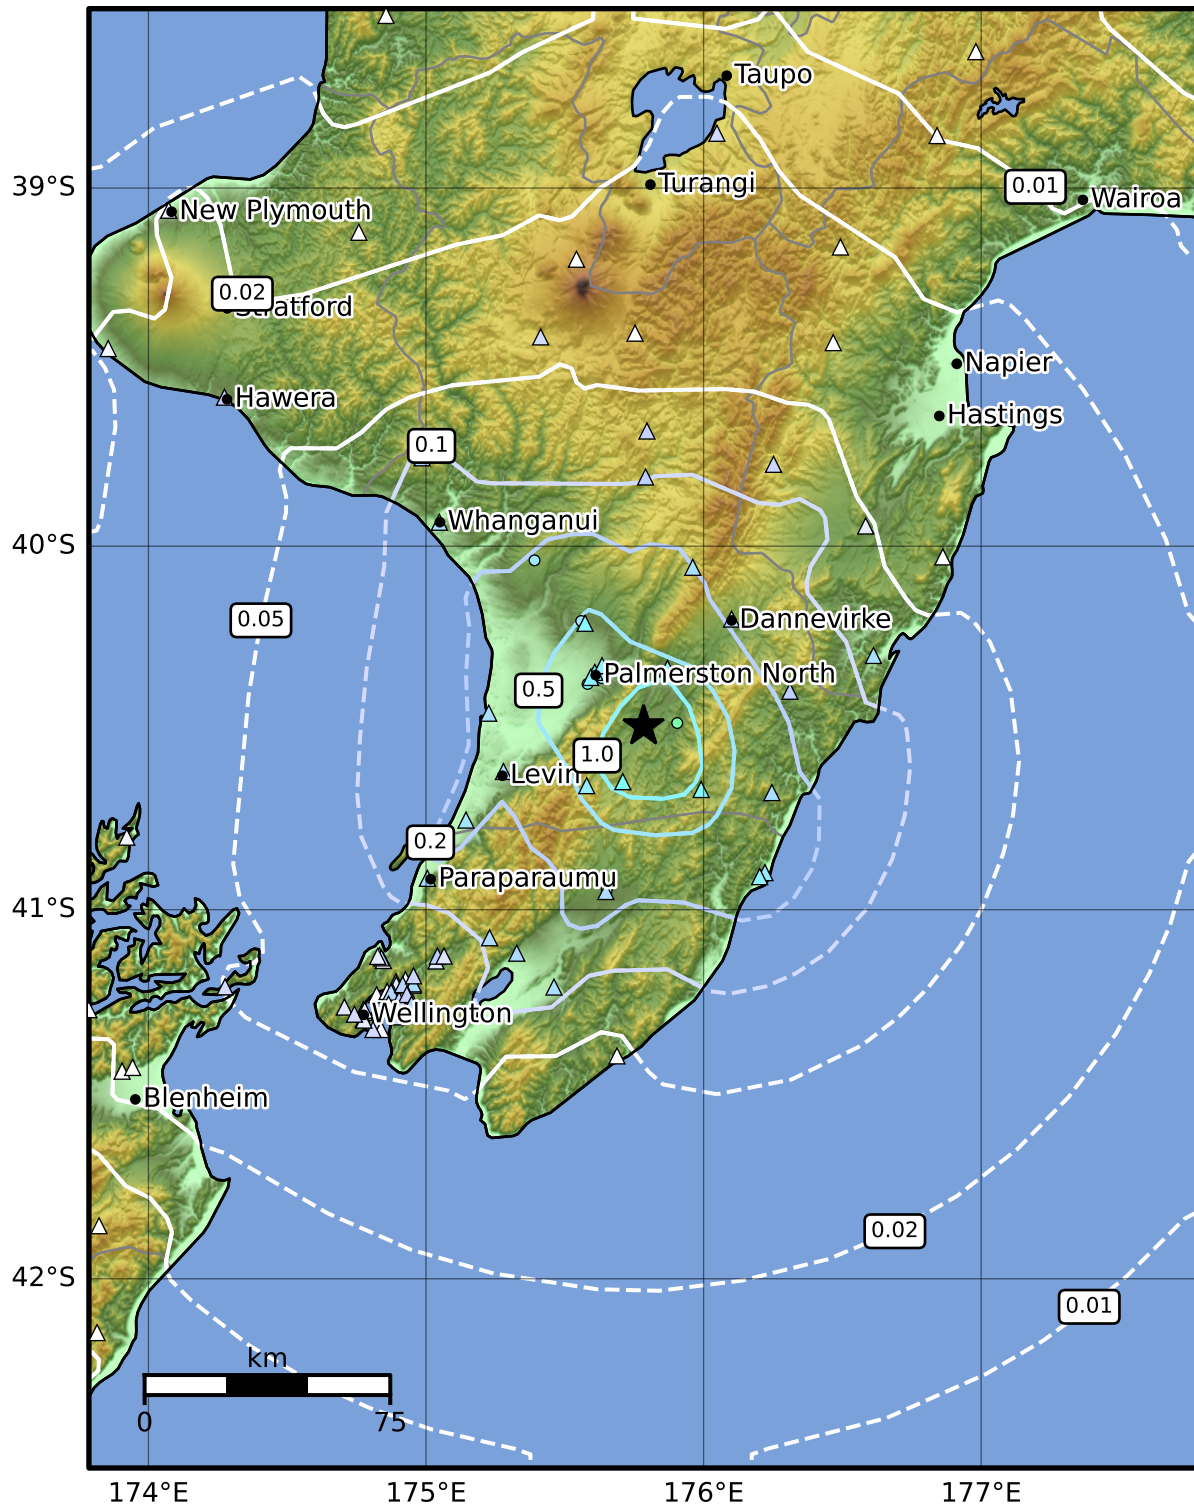 Taupo
39°S
Turangi
0.01
Wairoa
New Plymouth
0.02
Stratford
Napier
Hawera
Hastings
0.1
Whanganui
40°S
0.05
Dannevirke
Palmerston North
0.5
1.0
Levin
0.2
Paraparaumu
41°S
Wellington
Blenheim
0.02
42°S
0.01
km
0
75
174°E
175°E
176°E
177°E